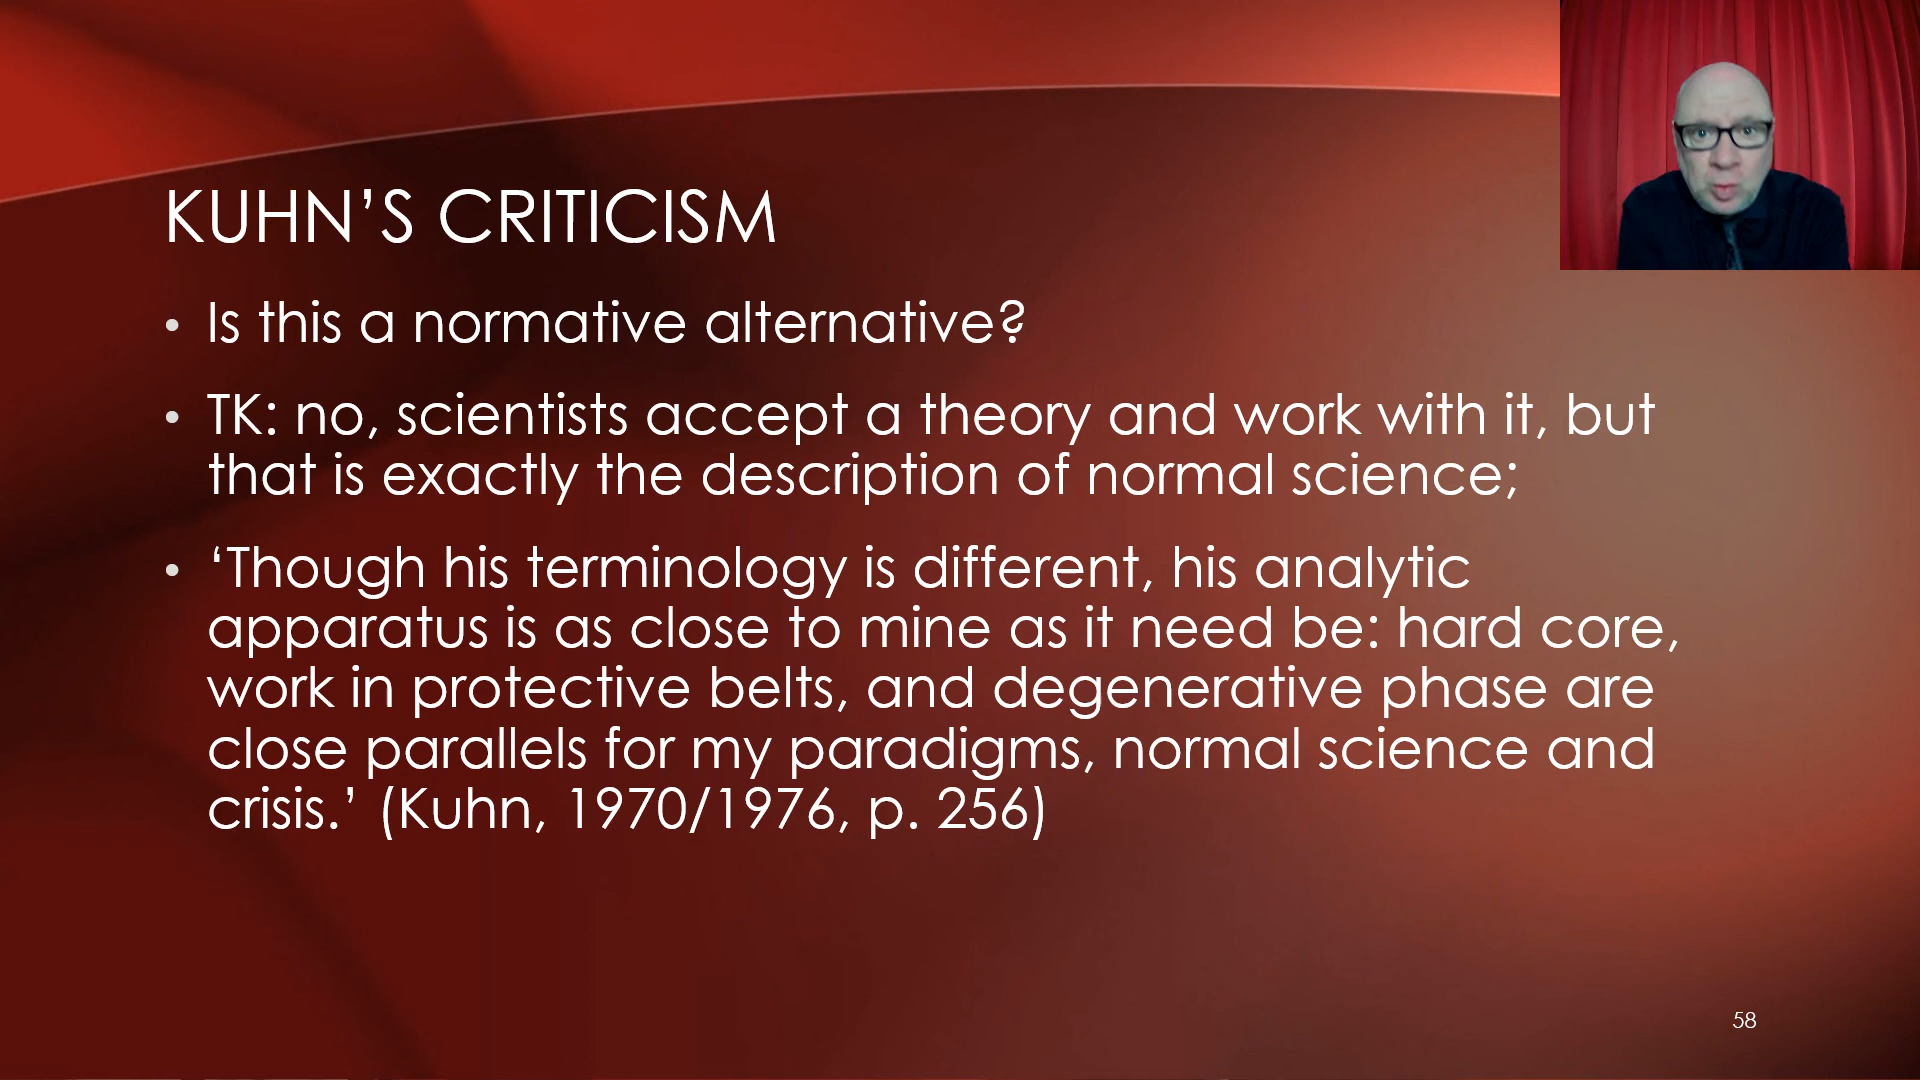 KUHN’S CRITICISM
• Is this a normative alternative?
• TK: no, scientists accept a theory and work with it, but
that is exactly the description of normal science;
• ‘Though his terminology is different, his analytic
apparatus is as close to mine as it need be: hard core,
work in protective belts, and degenerative phase are
close parallels for my paradigms, normal science and
crisis.’ (Kuhn, 1970/1976, p. 256)
58